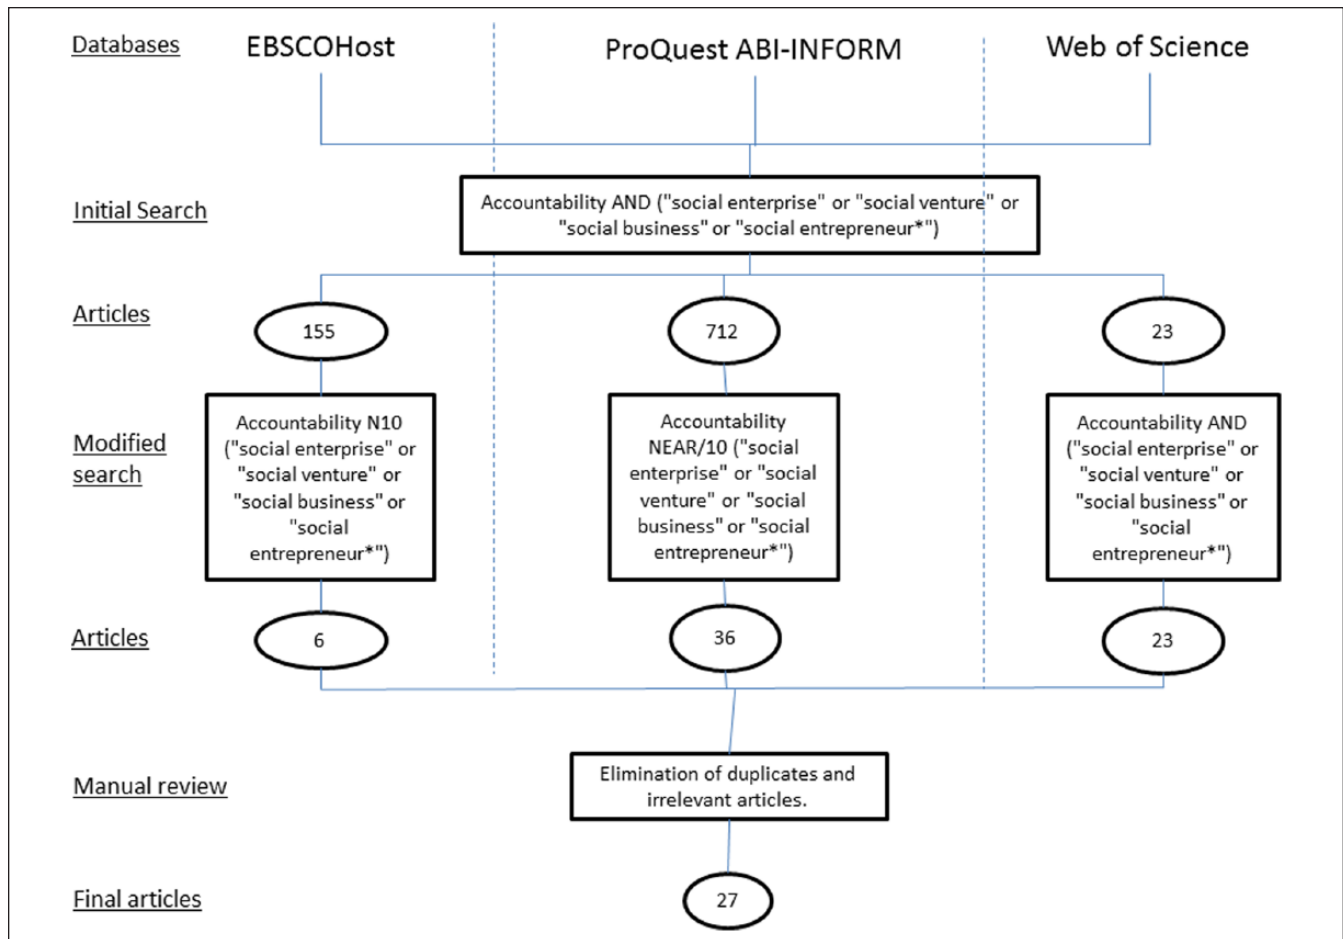 Databases
EBSCOHost
ProQuest ABI-INFORM
Web of Science
Initial Search
Accountability AND ("social enterprise" or "social venture" or
"social business" or "social entrepreneur*")
Articles
155
712
23
Modified
search
Accountability N10
("social enterprise" or
"social venture" or
"social business" or
"social
entrepreneur*")
Accountability
NEAR/10 ("social
enterprise" or "social
venture" or "social
business" or "social
entrepreneur*")
Accountability AND
("social enterprise" or
"social venture" or
"social business" or
"social
entrepreneur*")
Articles
6
36
23
Manual review
Elimination of duplicates and
irrelevant articles.
Final articles
27